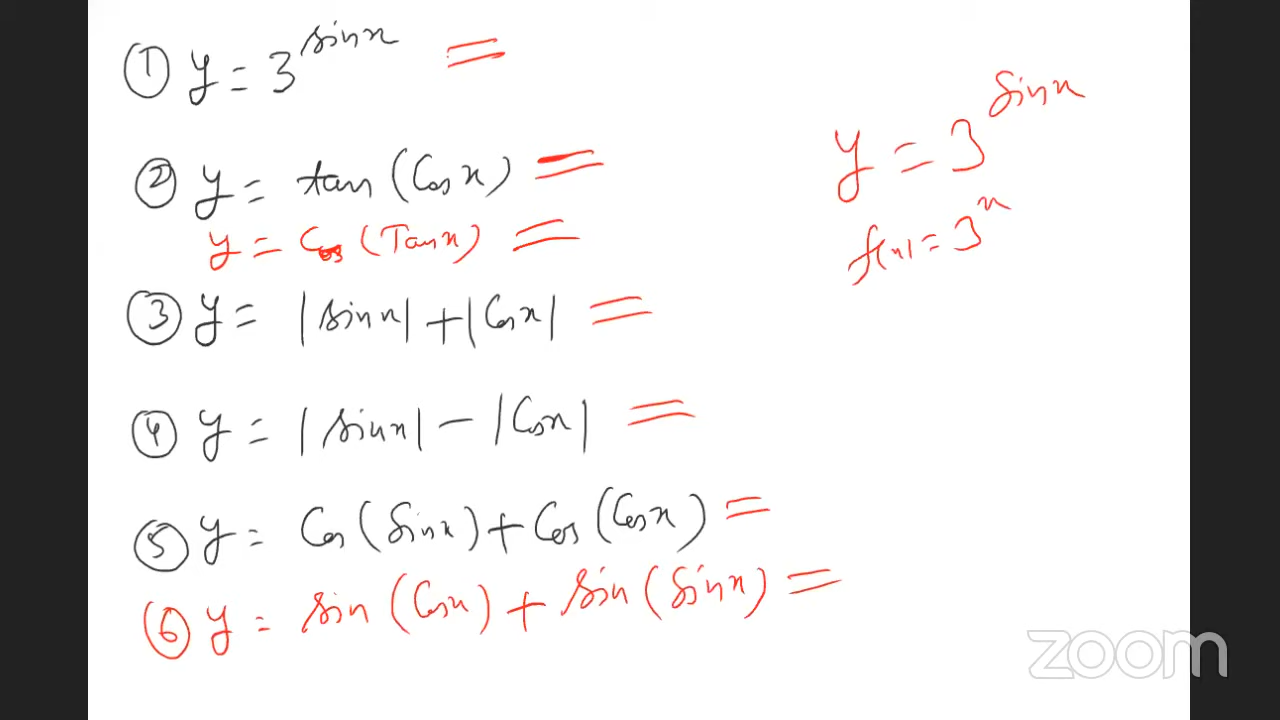 ① y = 3^sinx =
② y = tan (Cos x) =
y = Cos (Tanx) =
③ y = |sinx| + |Cosx| =
④ y = |sinx| - |Cosx| =
⑤ y = Cos (Sinx) + Cos (Cosx) =
⑥ y = sin (Cosx) + sin (Sinx) =
y = 3^Sinx
f(x) = 3^x
zoom